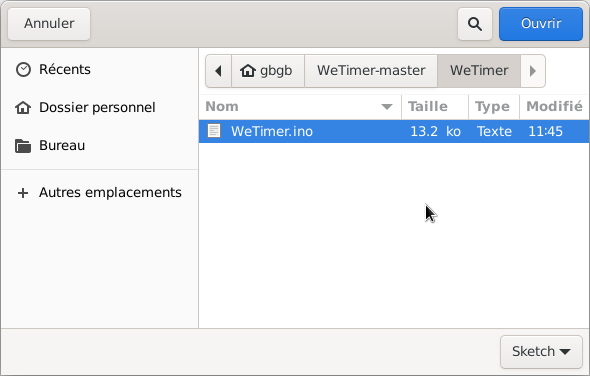 Annuler
Ouvrir
Récents
Dossier personnel
Bureau
Autres emplacements
gbgb WeTimer-master WeTimer
Nom Taille Type Modifié
WeTimer.ino 13.2 ko Texte 11:45
Sketch